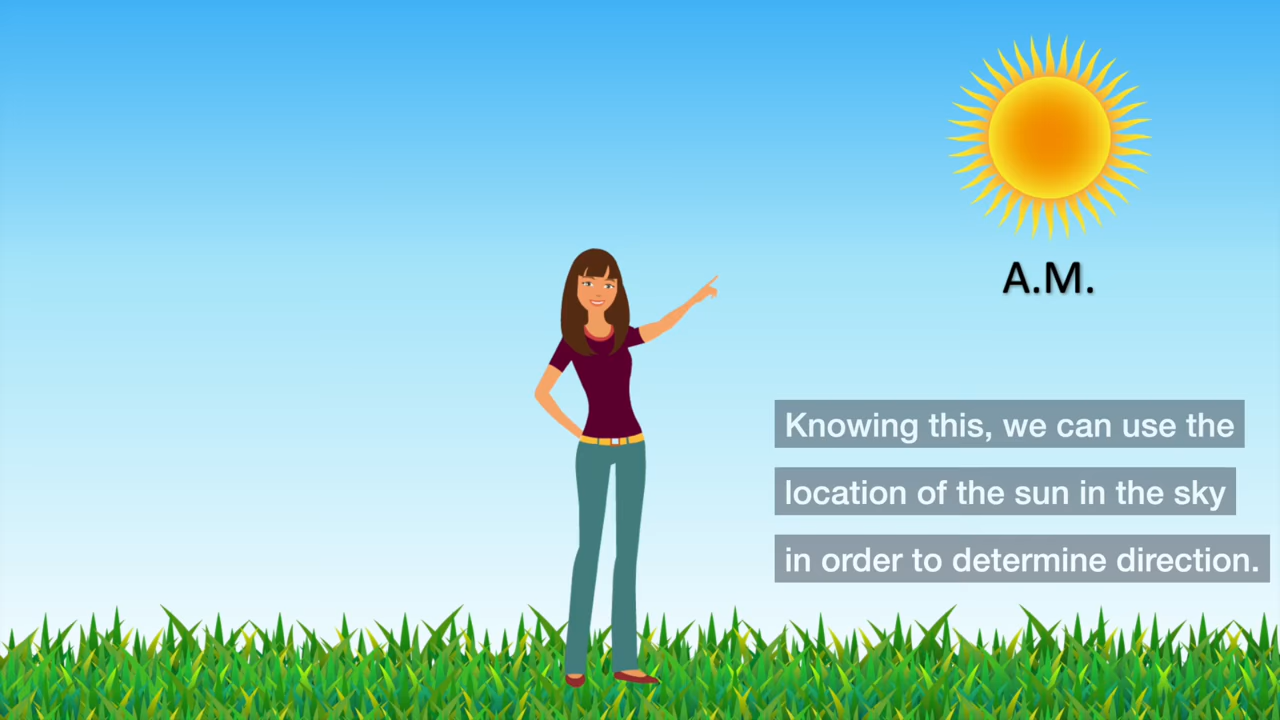 A.M.
Knowing this, we can use the
location of the sun in the sky
in order to determine direction.